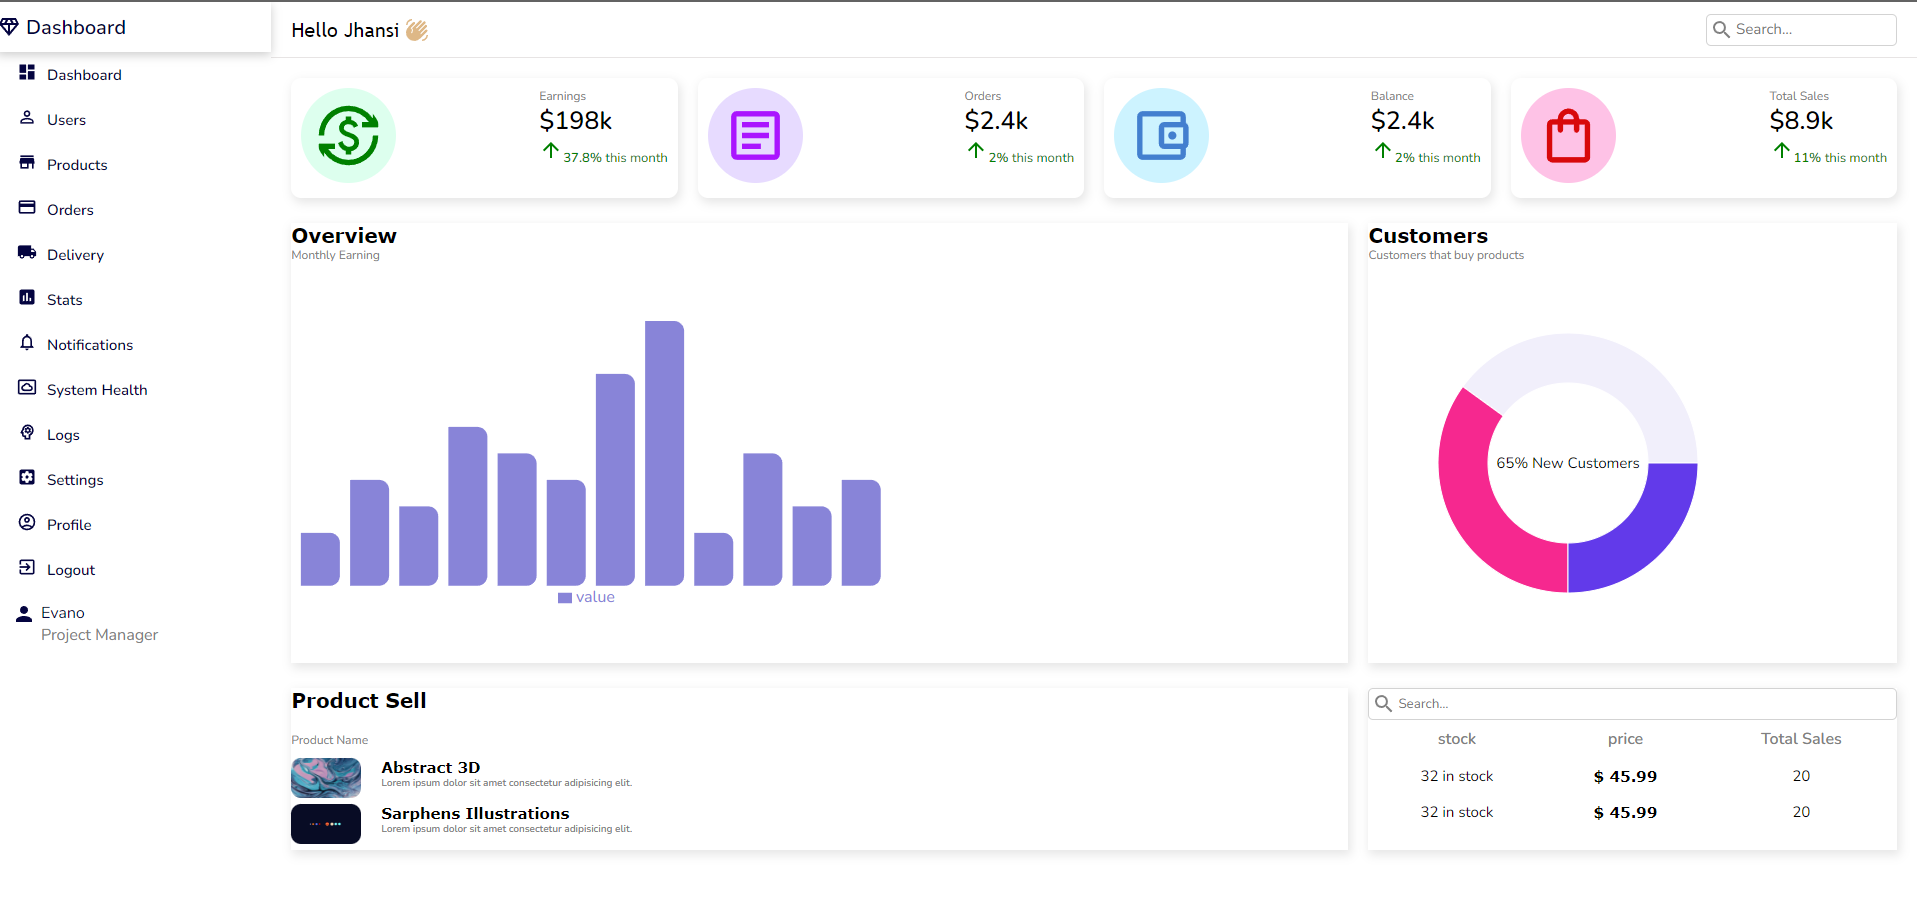 Dashboard
Dashboard
Users
Products
Orders
Delivery
Stats
Notifications
System Health
Logs
Settings
Profile
Logout
Evano
Project Manager
Hello Jhansi 👋🏼
Search...
Earnings
$198k
37.8% this month
Orders
$2.4k
2% this month
Balance
$2.4k
2% this month
Total Sales
$8.9k
11% this month
Overview
Monthly Earning
value
Customers
Customers that buy products
65% New Customers
Product Sell
Product Name
Abstract 3D
Lorem ipsum dolor sit amet consectetur adipisicing elit.
Sarphens Illustrations
Lorem ipsum dolor sit amet consectetur adipisicing elit.
Search...
stock price Total Sales
32 in stock $ 45.99 20
32 in stock $ 45.99 20